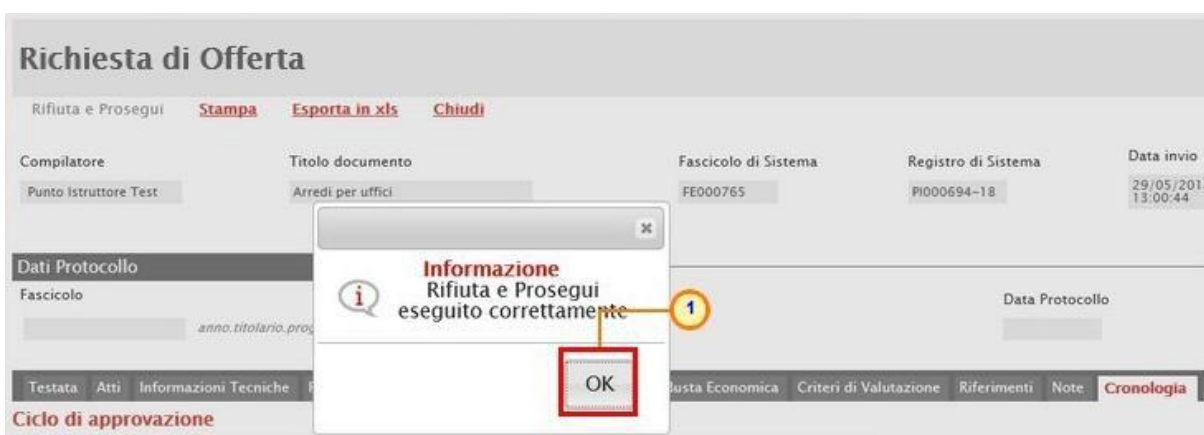 Richiesta di Offerta
Rifiuta e Prosegui Stampa Esporta in xls Chiudi
Compilatore Titolo documento Fascicolo di Sistema Registro di Sistema Data invio
Punto Istruttore Test Arredi per uffici FE000765 PI000694-18 29/05/201
13:00:44
Dati Protocollo
Informazione
Rifiuta e Prosegui
eseguito correttamente
1
Fascicolo Data Protocollo
anno.titolario.prog
OK
Testata Atti Informazioni Tecniche Busta Economica Criteri di Valutazione Riferimenti Note Cronologia
Ciclo di approvazione